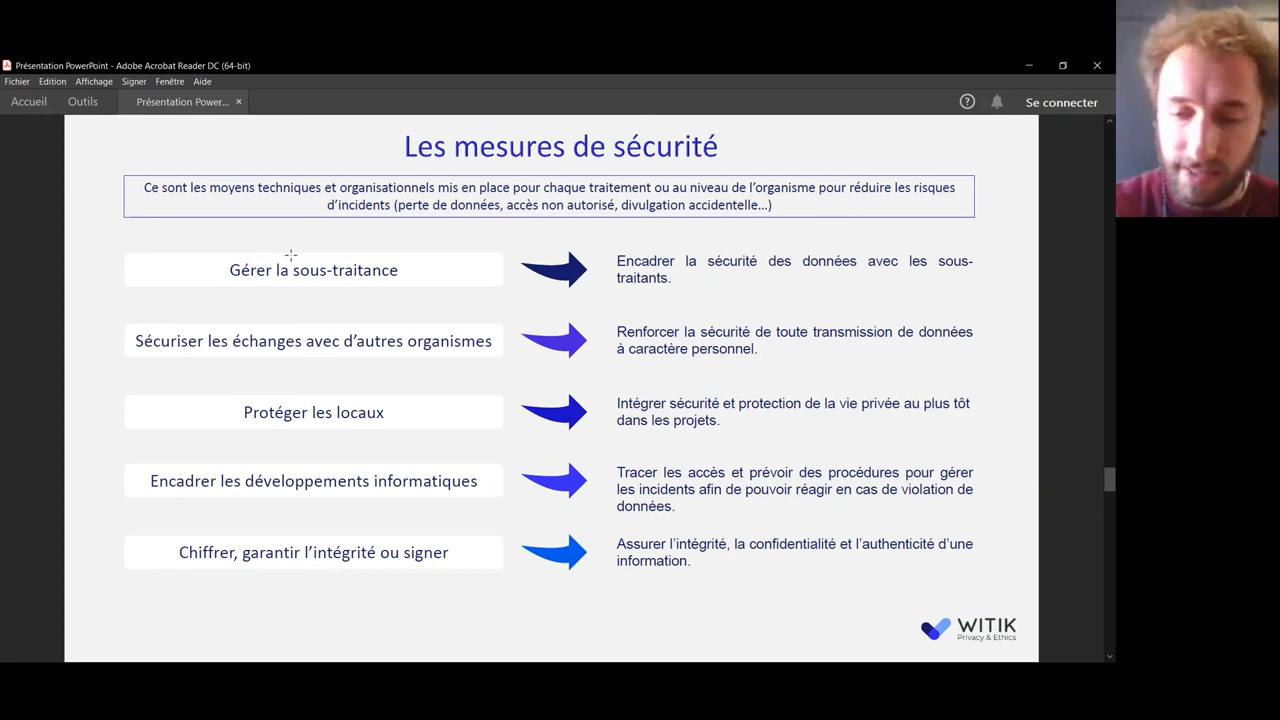 Présentation PowerPoint - Adobe Acrobat Reader DC (64-bit)
Fichier Edition Affichage Signer Fenêtre Aide
Accueil Outils Présentation Power... × Se connecter
Les mesures de sécurité
Ce sont les moyens techniques et organisationnels mis en place pour chaque traitement ou au niveau de l'organisme pour réduire les risques
d'incidents (perte de données, accès non autorisé, divulgation accidentelle...)
Gérer la sous-traitance
Encadrer la sécurité des données avec les sous-
traitants.
Sécuriser les échanges avec d'autres organismes
Renforcer la sécurité de toute transmission de données
à caractère personnel.
Protéger les locaux
Intégrer sécurité et protection de la vie privée au plus tôt
dans les projets.
Encadrer les développements informatiques
Tracer les accès et prévoir des procédures pour gérer
les incidents afin de pouvoir réagir en cas de violation de
données.
Chiffrer, garantir l'intégrité ou signer
Assurer l'intégrité, la confidentialité et l'authenticité d'une
information.
WITIK
Privacy & Ethics